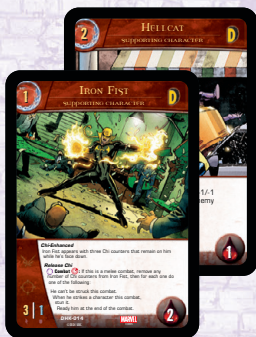 2
HELLCAT
SUPPORTING CHARACTER
D
1
IRON FIST
SUPPORTING CHARACTER
D
/-1
nemy
1
Chi-Enhanced
Iron Fist appears with three Chi counters that remain on him
while he's face down.
Release Chi
Combat : If this is a melee combat, remove any
number of Chi counters from Iron Fist, then for each one do
one of the following:
He can't be struck this combat.
When he strikes a character this combat,
stun it.
Ready him at the end of the combat.
3 1
MARVEL
2